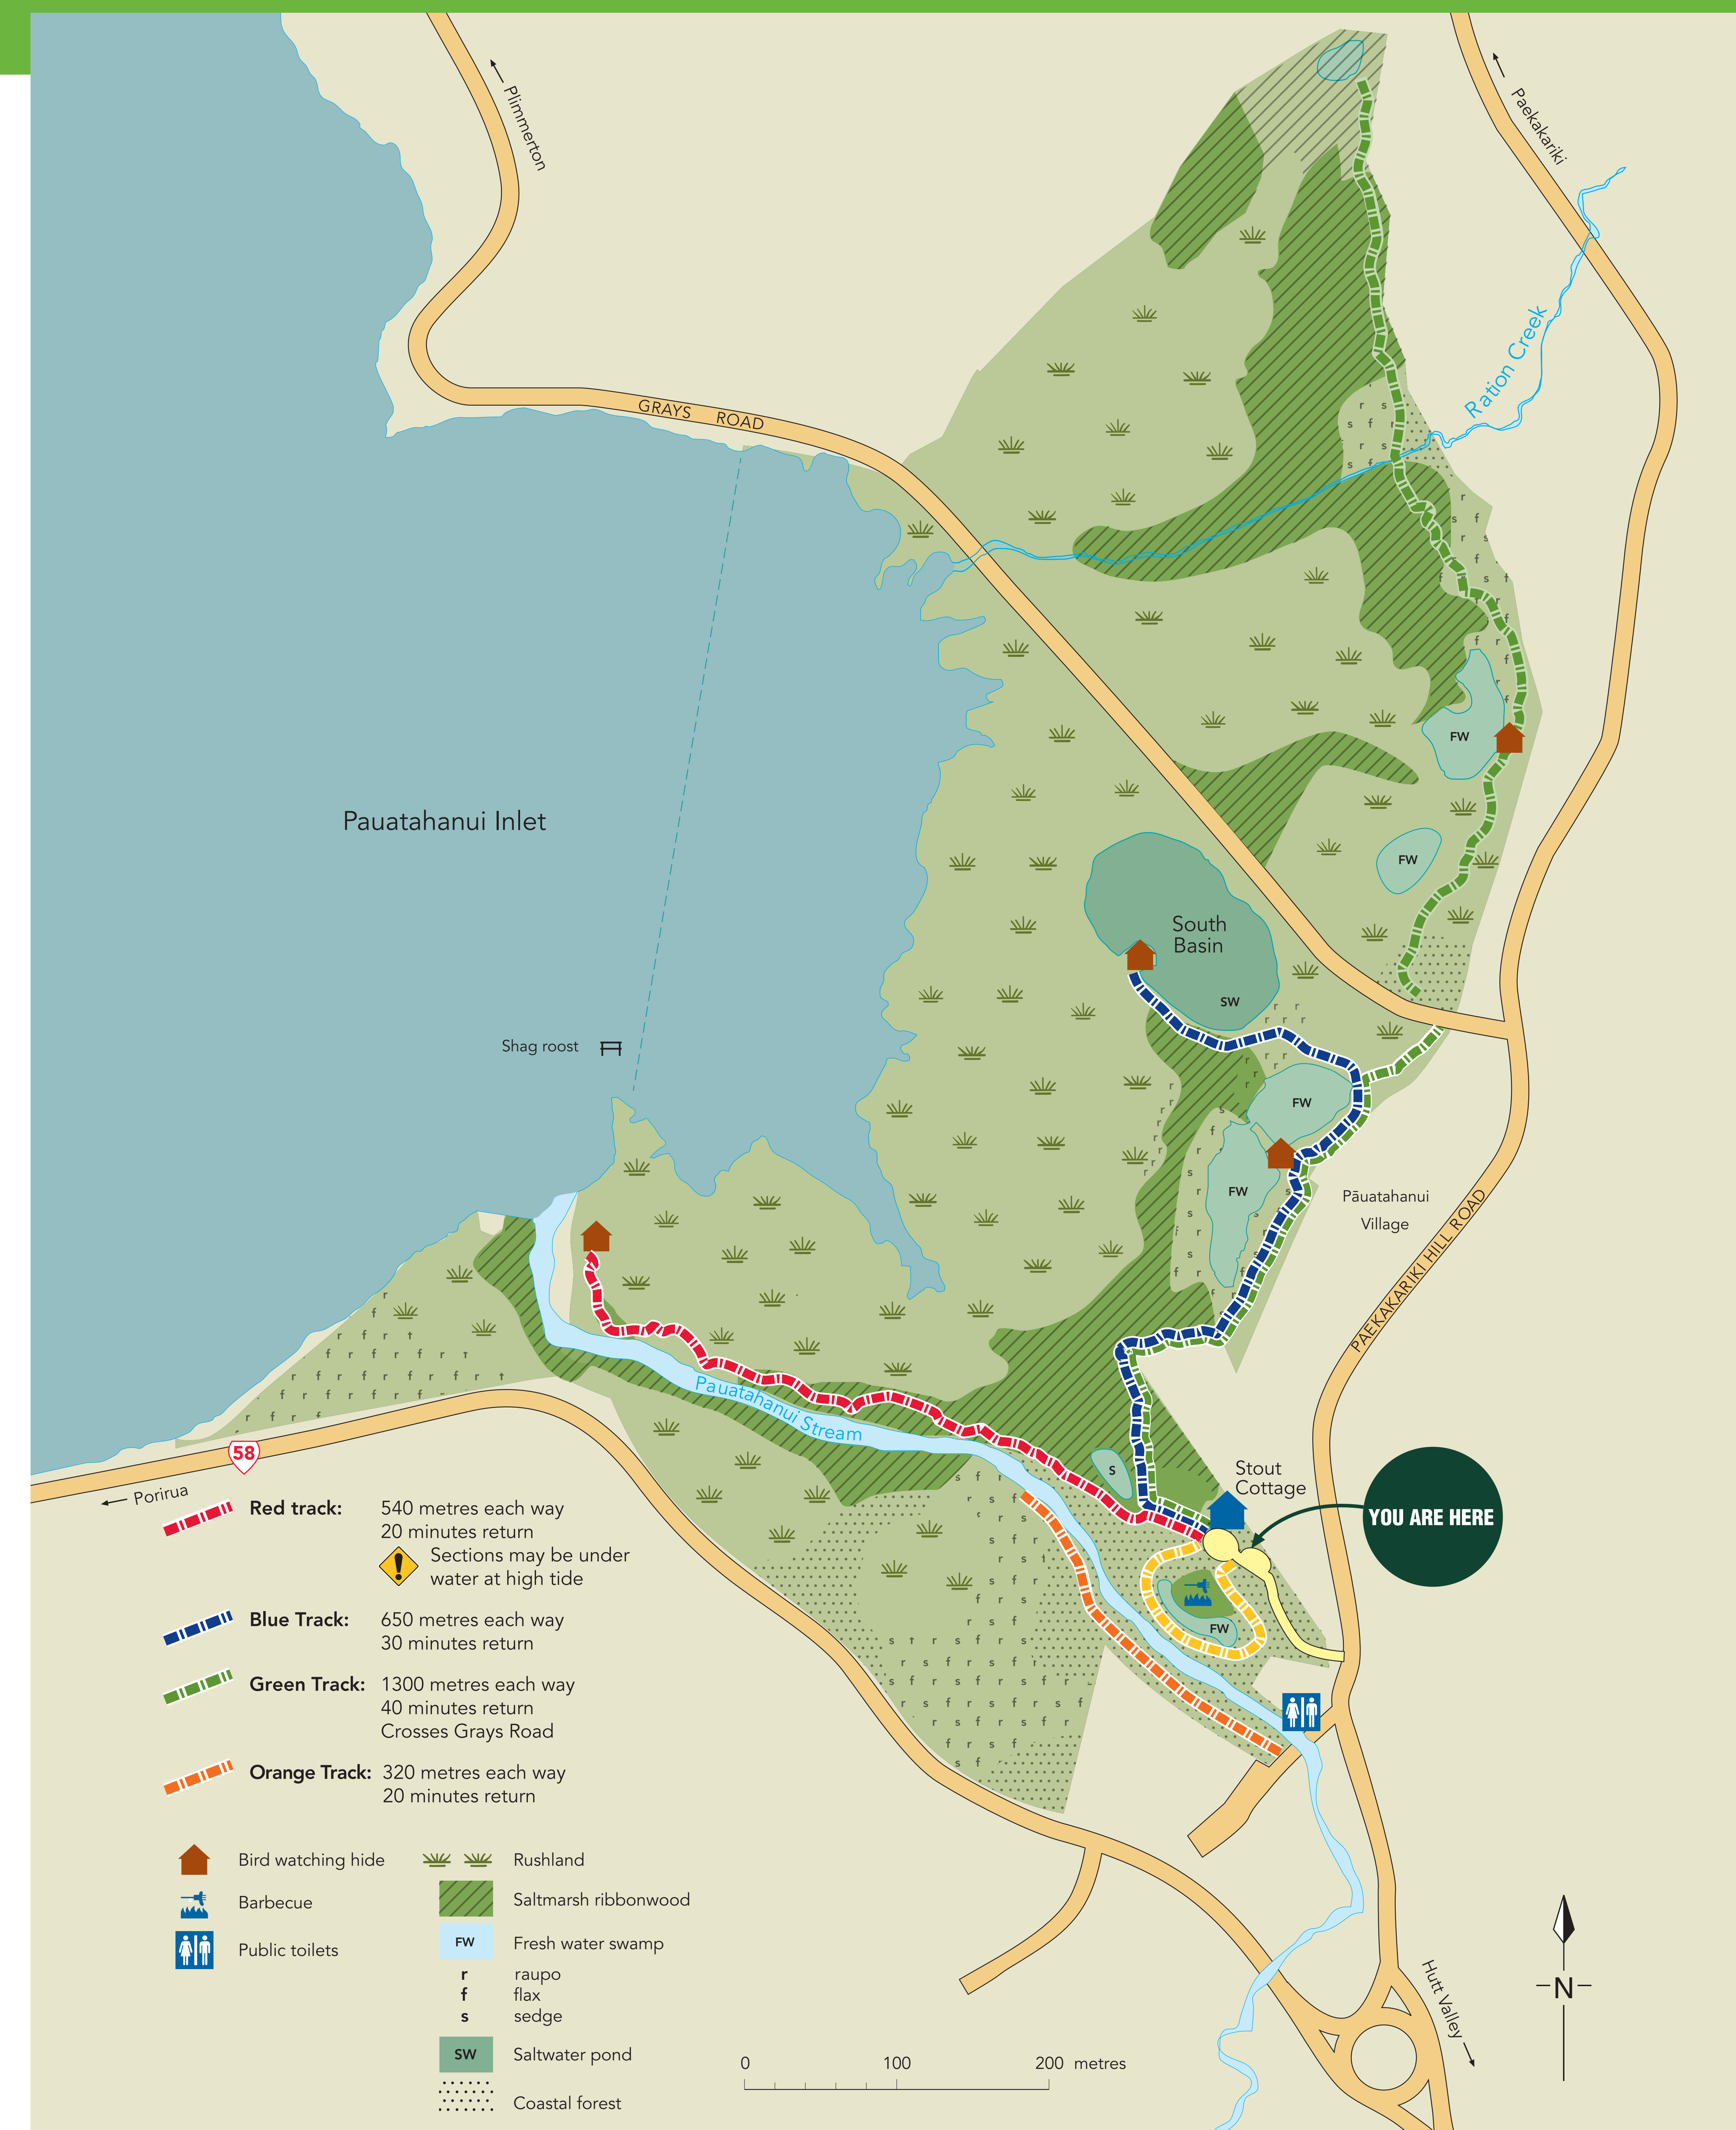 Plimmerton
Paekakariki
Ration Creek
GRAYS ROAD
Pauatahanui Inlet
FW
FW
South
Basin
SW
Shag roost
FW
FW
Pāuatahanui
Village
PAEKAKARIKI HILL ROAD
Pauatahanui Stream
58
Porirua
S
Stout
Cottage
YOU ARE HERE
FW
Red track: 540 metres each way
20 minutes return
Sections may be under
water at high tide
Blue Track: 650 metres each way
30 minutes return
Green Track: 1300 metres each way
40 minutes return
Crosses Grays Road
Orange Track: 320 metres each way
20 minutes return
Bird watching hide
Barbecue
Public toilets
Rushland
Saltmarsh ribbonwood
FW Fresh water swamp
r raupo
f flax
s sedge
SW Saltwater pond
Coastal forest
0 100 200 metres
Hutt Valley
N